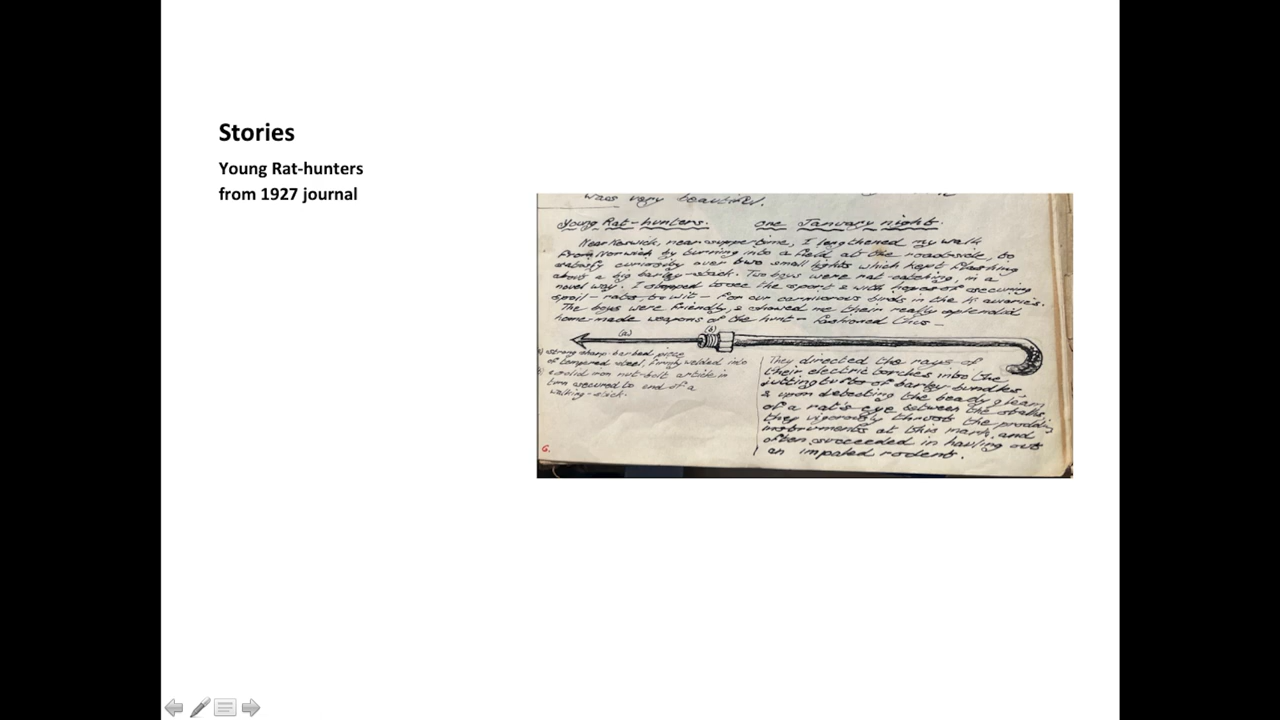 Stories
Young Rat-hunters
from 1927 journal
was very beautiful.
Young Rat-hunters. One January night.
Near Keswick, near supper time, I lengthened my walk
from Norwich by turning into a field at the roadside, to
satisfy curiosity over two small lights which kept flashing
about a big barley-stack. Two boys were rat-catching, in a
novel way. I stopped to see the sport & with hopes of securing
spoil – rats, to wit – for our carnivorous birds in the
The boys were friendly, & showed me their really splendid
home made weapons of the hunt – fashioned thus –
(a) (b)
strong sharp barbed piece
of tempered steel, firmly welded into
a solid iron nut-bolt article in
turn secured to end of a
walking-stick.
They directed the rays of
their electric torches into the
jutting butts of barley bundles
& upon detecting the beady gleam
of a rat's eye between the stalks,
they vigorously thrust the prodding
instruments at this mark, and
often succeeded in hauling out
an impaled rodent.
6.